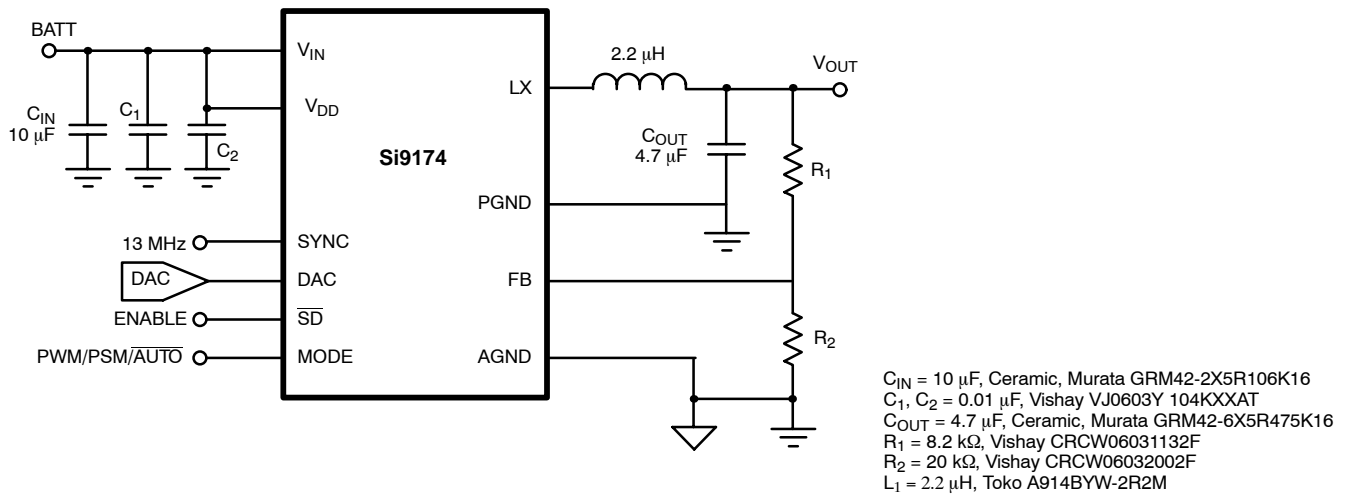 BATT
V_IN
V_DD
C_IN
10 μF
C_1
C_2
Si9174
LX
2.2 μH
V_OUT
C_OUT
4.7 μF
R_1
PGND
13 MHz
SYNC
DAC
DAC
FB
ENABLE
SD
PWM/PSM/AUTO
MODE
AGND
R_2
C_IN = 10 μF, Ceramic, Murata GRM42-2X5R106K16
C_1, C_2 = 0.01 μF, Vishay VJ0603Y 104KXXAT
C_OUT = 4.7 μF, Ceramic, Murata GRM42-6X5R475K16
R_1 = 8.2 kΩ, Vishay CRCW06031132F
R_2 = 20 kΩ, Vishay CRCW06032002F
L_1 = 2.2 μH, Toko A914BYW-2R2M